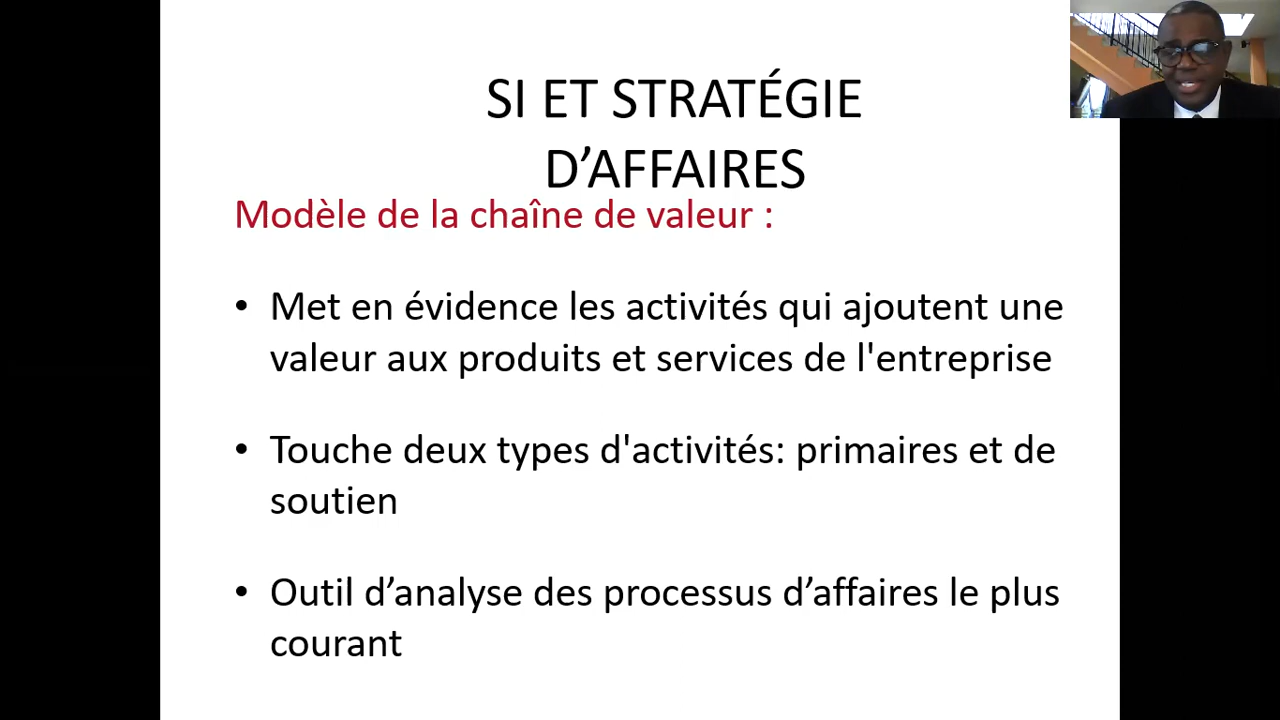 SI ET STRATÉGIE
D’AFFAIRES
Modèle de la chaîne de valeur :
• Met en évidence les activités qui ajoutent une
valeur aux produits et services de l'entreprise
• Touche deux types d'activités: primaires et de
soutien
• Outil d’analyse des processus d’affaires le plus
courant